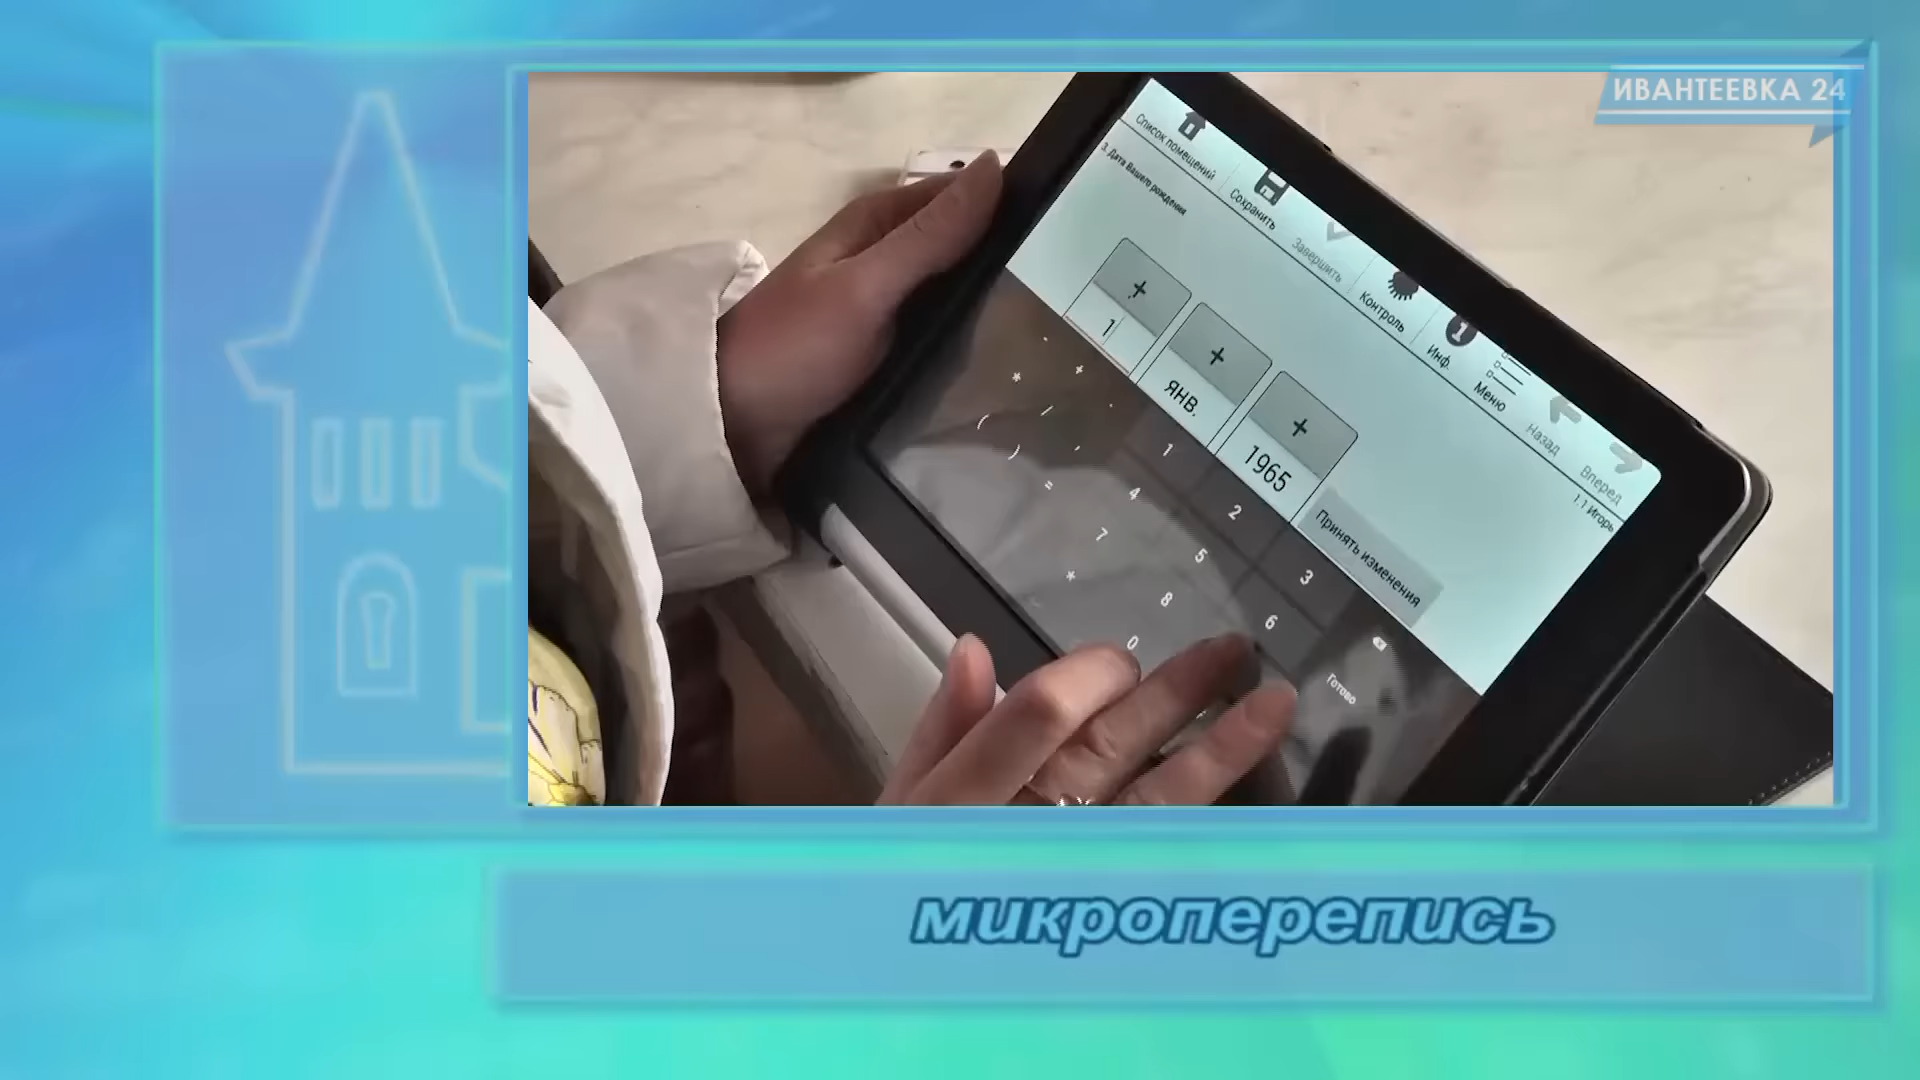 ИВАНТЕЕВКА 24
Список помещений
Сохранить
Завершить
Контроль
Инф.
Меню
Назад
Вперед
3. Дата Вашего рождения
1.1 Игорь
+ + +
1 янв. 1965
Принять изменения
* / + .
( ) , =
1 2 3
4 5 6
7 8
* 0
Готово
микроперепись